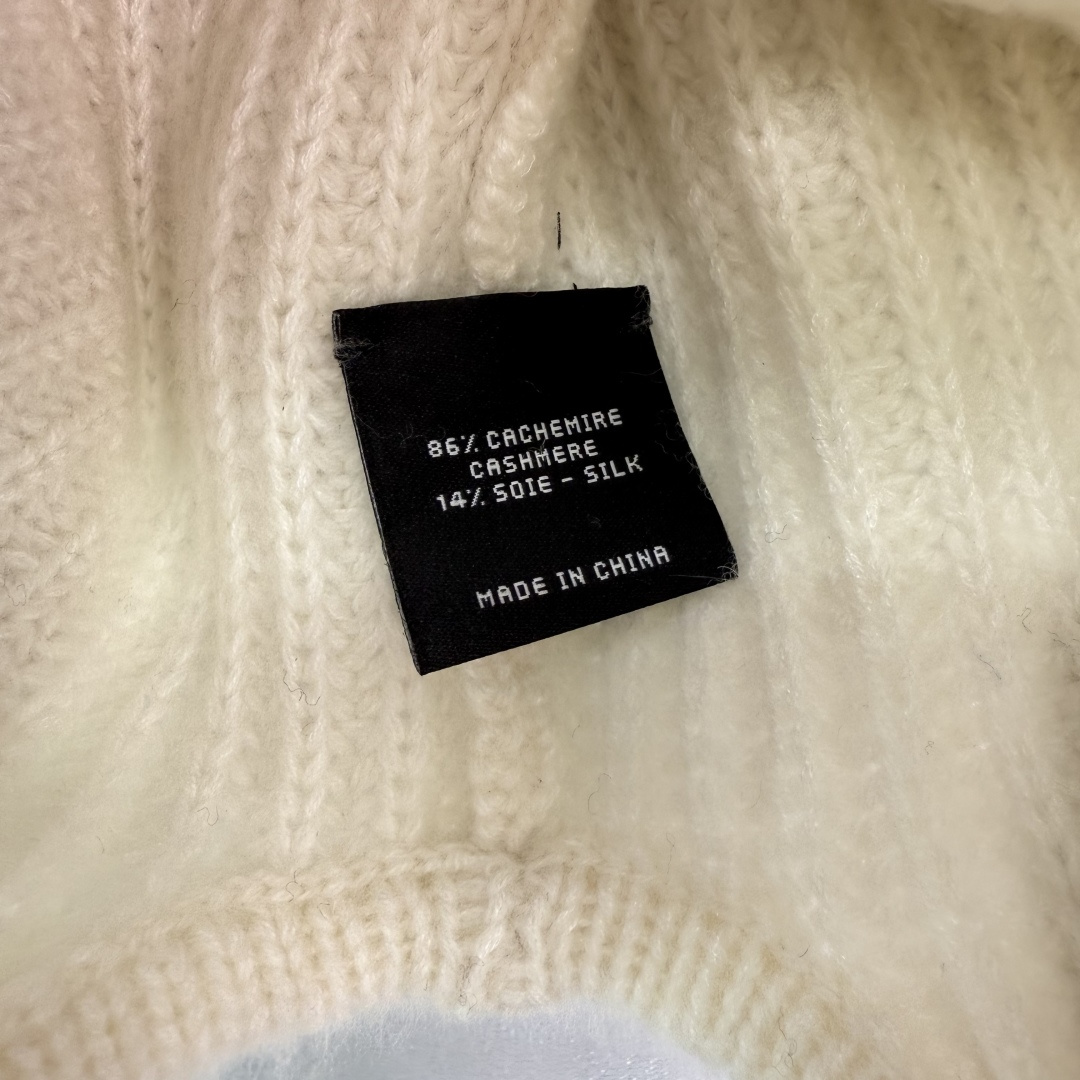 86% CACHEMIRE
CASHMERE
14% SOIE - SILK
MADE IN CHINA